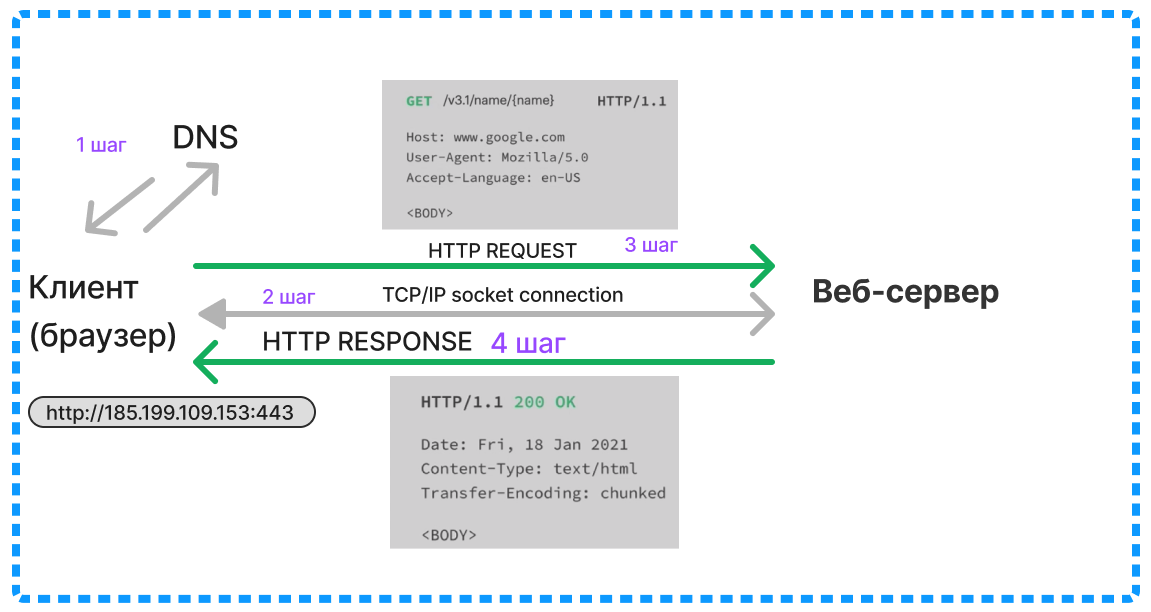 GET /v3.1/name/{name} HTTP/1.1
Host: www.google.com
User-Agent: Mozilla/5.0
Accept-Language: en-US
<BODY>
1 шаг
DNS
HTTP REQUEST
3 шаг
Клиент
(браузер)
2 шаг
TCP/IP socket connection
Веб-сервер
HTTP RESPONSE
4 шаг
http://185.199.109.153:443
HTTP/1.1 200 OK
Date: Fri, 18 Jan 2021
Content-Type: text/html
Transfer-Encoding: chunked
<BODY>